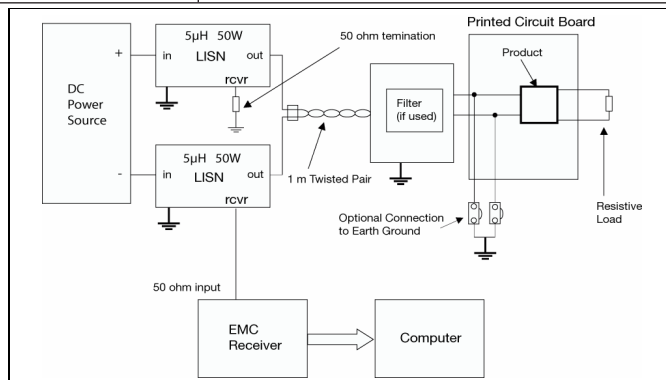 Printed Circuit Board
5µH 50W
LISN
in
out
rcvr
50 ohm temination
Product
+
DC
Power
Source
Filter
(if used)
5µH 50W
LISN
-
in
out
rcvr
1 m Twisted Pair
Optional Connection
to Earth Ground
Resistive
Load
50 ohm input
EMC
Receiver
Computer